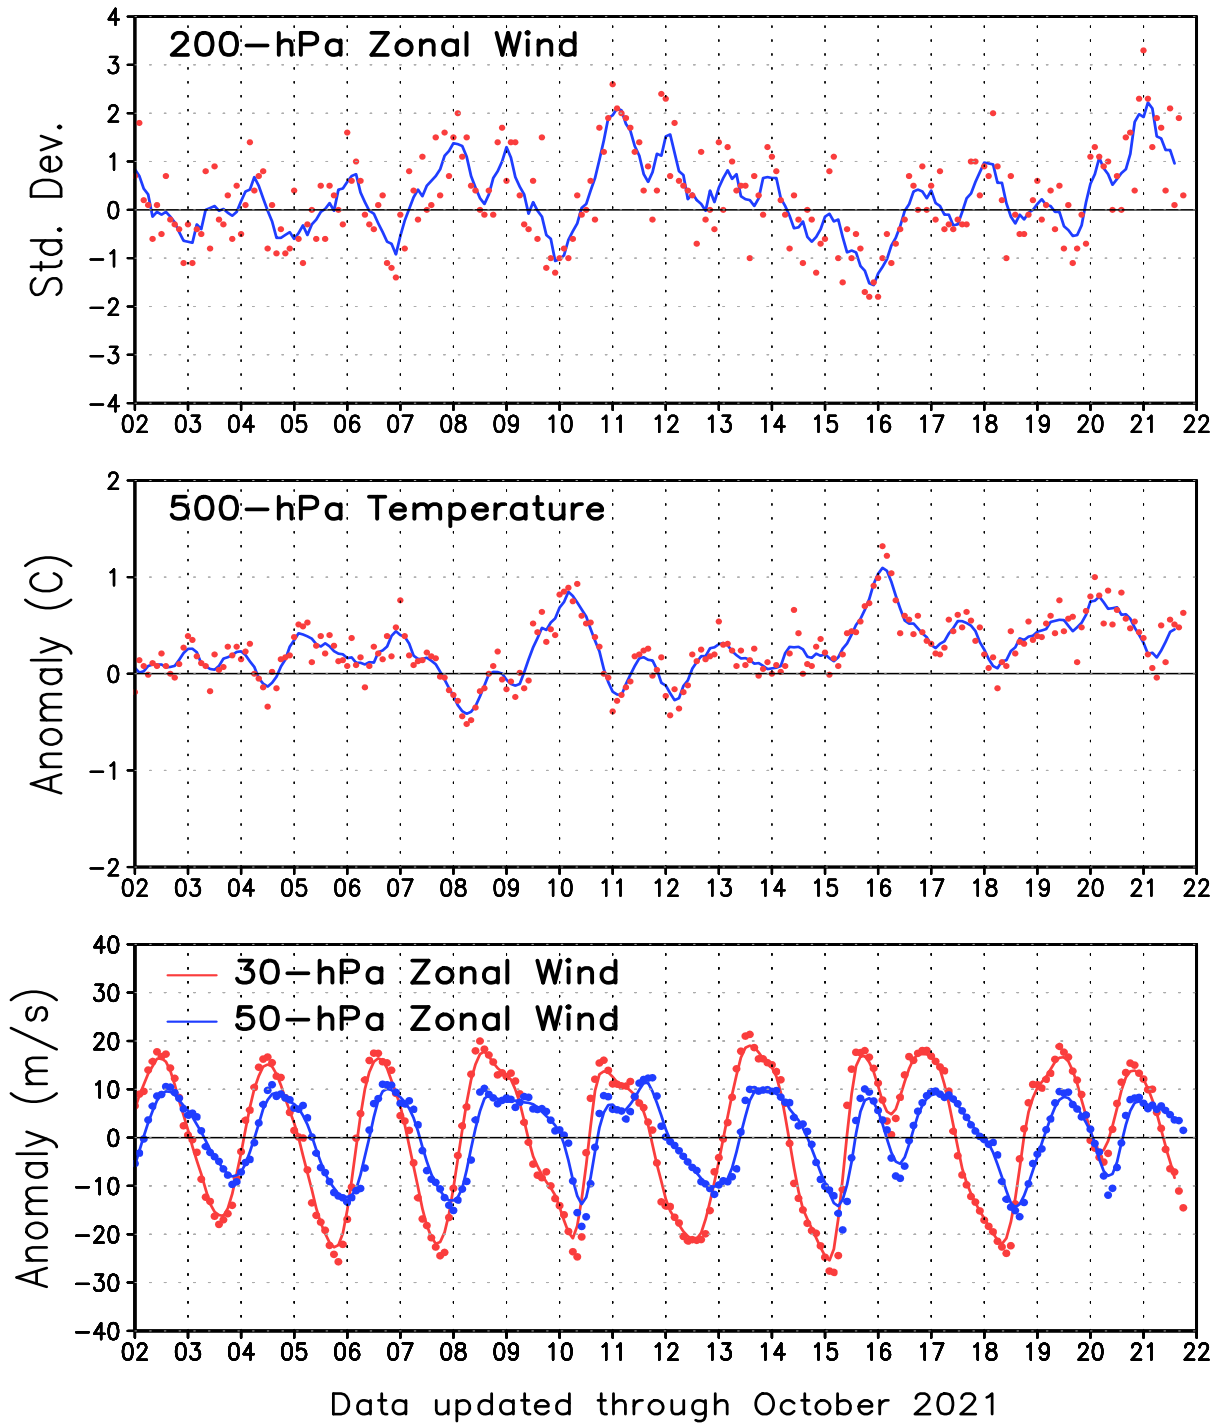 200-hPa Zonal Wind
Std. Dev.
4
3
2
1
0
-1
-2
-3
-4
02 03 04 05 06 07 08 09 10 11 12 13 14 15 16 17 18 19 20 21 22
500-hPa Temperature
Anomaly (C)
2
1
0
-1
-2
02 03 04 05 06 07 08 09 10 11 12 13 14 15 16 17 18 19 20 21 22
30-hPa Zonal Wind
50-hPa Zonal Wind
Anomaly (m/s)
40
30
20
10
0
-10
-20
-30
-40
02 03 04 05 06 07 08 09 10 11 12 13 14 15 16 17 18 19 20 21 22
Data updated through October 2021